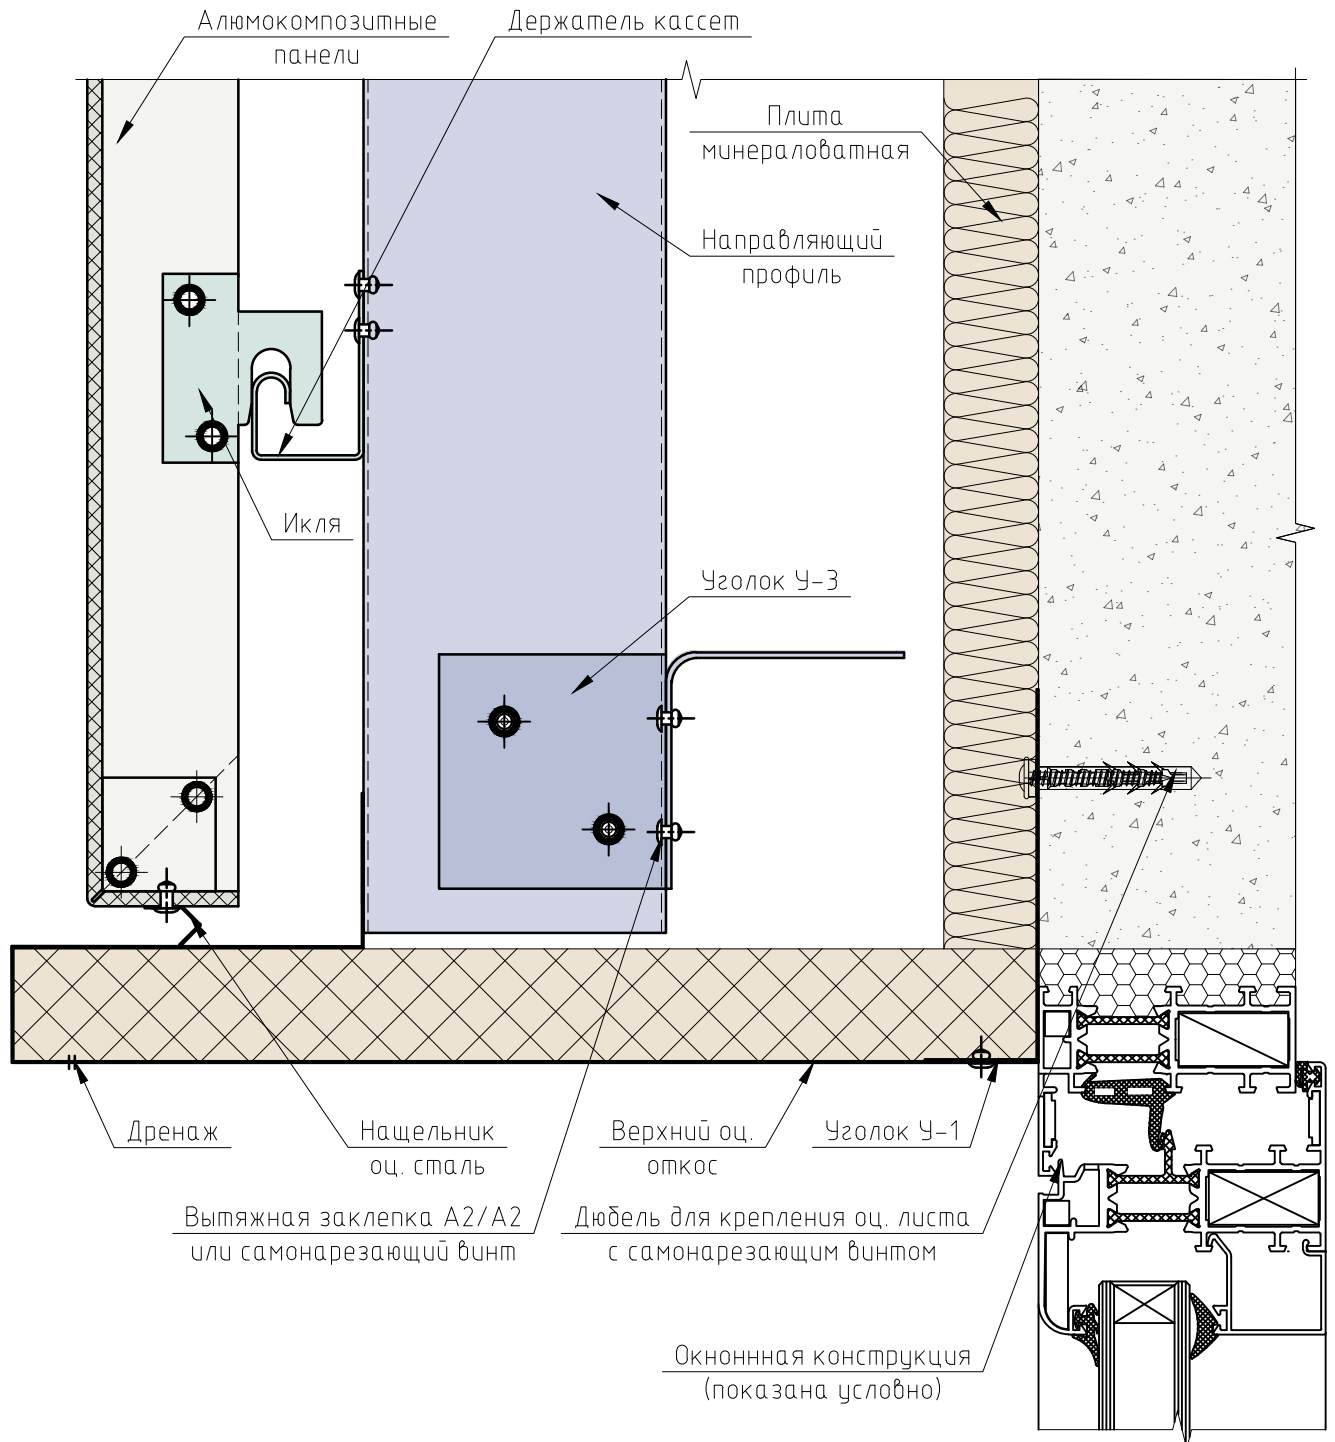 Алюмокомпозитные
панели
Держатель кассет
Плита
минераловатная
Направляющий
профиль
Икля
Уголок У-3
Дренаж
Нащельник
оц. сталь
Верхний оц.
откос
Уголок У-1
Вытяжная заклепка А2/А2
или самонарезающий винт
Дюбель для крепления оц. листа
с самонарезающим винтом
Окноннная конструкция
(показана условно)